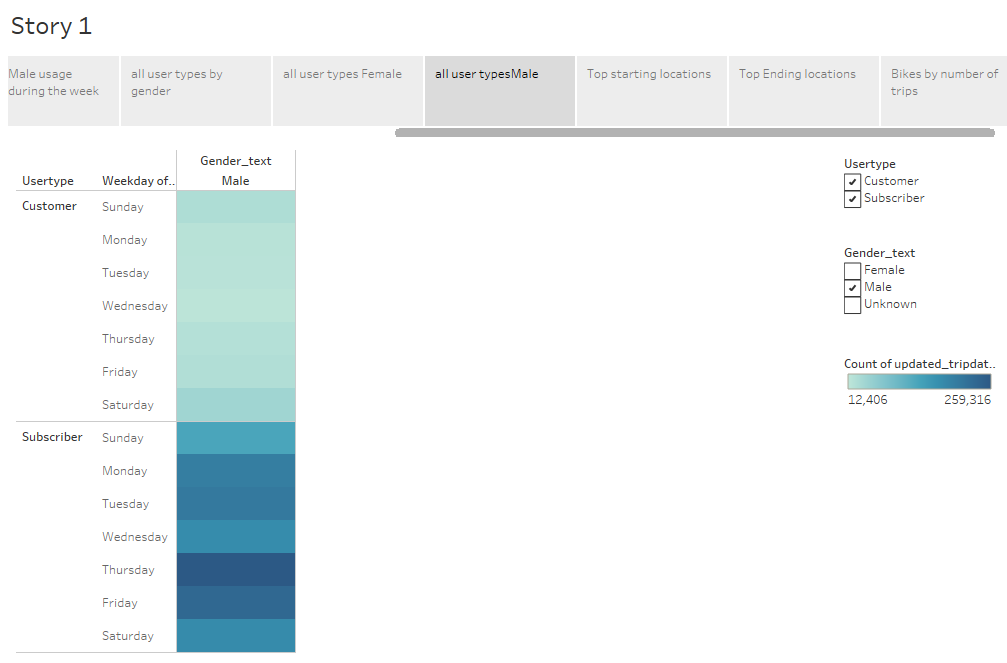 Story 1
Male usage
during the week
all user types by
gender
all user types Female
all user typesMale
Top starting locations
Top Ending locations
Bikes by number of
trips
Gender_text
Usertype
Weekday of..
Male
Customer
Sunday
Monday
Tuesday
Wednesday
Thursday
Friday
Saturday
Subscriber
Sunday
Monday
Tuesday
Wednesday
Thursday
Friday
Saturday
Usertype
Customer
Subscriber
Gender_text
Female
Male
Unknown
Count of updated_tripdat..
12,406
259,316